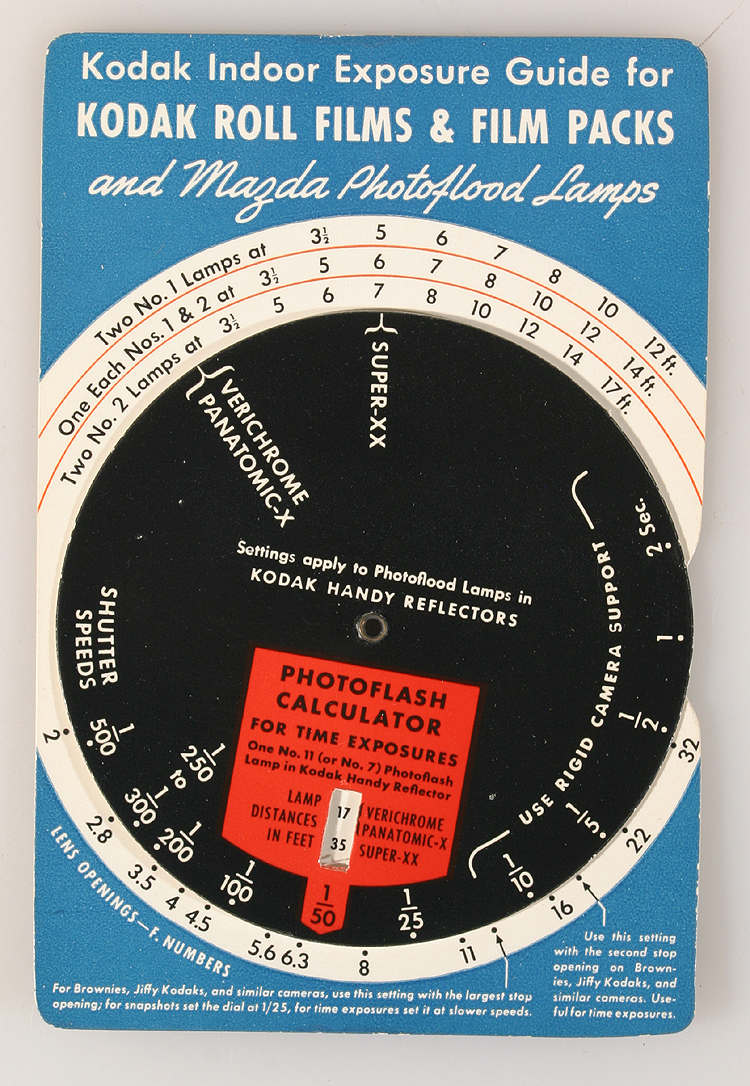 Kodak Indoor Exposure Guide for
KODAK ROLL FILMS & FILM PACKS
and Mazda Photoflood Lamps
Two No. 1 Lamps at 3½ 5 6 7 8 10 12 ft.
One Each Nos. 1 & 2 at 3½ 5 6 7 8 10 12 14 ft.
Two No. 2 Lamps at 3½ 5 6 7 8 10 12 14 17 ft.
VERICHROME
PANATOMIC-X
SUPER-XX
Settings apply to Photoflood Lamps in
KODAK HANDY REFLECTORS
SHUTTER
SPEEDS
1/500
1/250
to
1/300
1/200
1/100
1/50
1/25
1/10
1/5
1/2
1
2 Sec.
USE RIGID CAMERA SUPPORT
PHOTOFLASH
CALCULATOR
FOR TIME EXPOSURES
One No. 11 (or No. 7) Photoflash
Lamp in Kodak Handy Reflector
LAMP
DISTANCES
IN FEET
17
35
VERICHROME
PANATOMIC-X
SUPER-XX
2 2.8 3.5 4 4.5 5.6 6.3 8 11 16 22 32
LENS OPENINGS—F. NUMBERS
For Brownies, Jiffy Kodaks, and similar cameras, use this setting with the largest stop
opening; for snapshots set the dial at 1/25, for time exposures set it at slower speeds.
Use this setting
with the second stop
opening on Brown-
ies, Jiffy Kodaks, and
similar cameras. Use-
ful for time exposures.